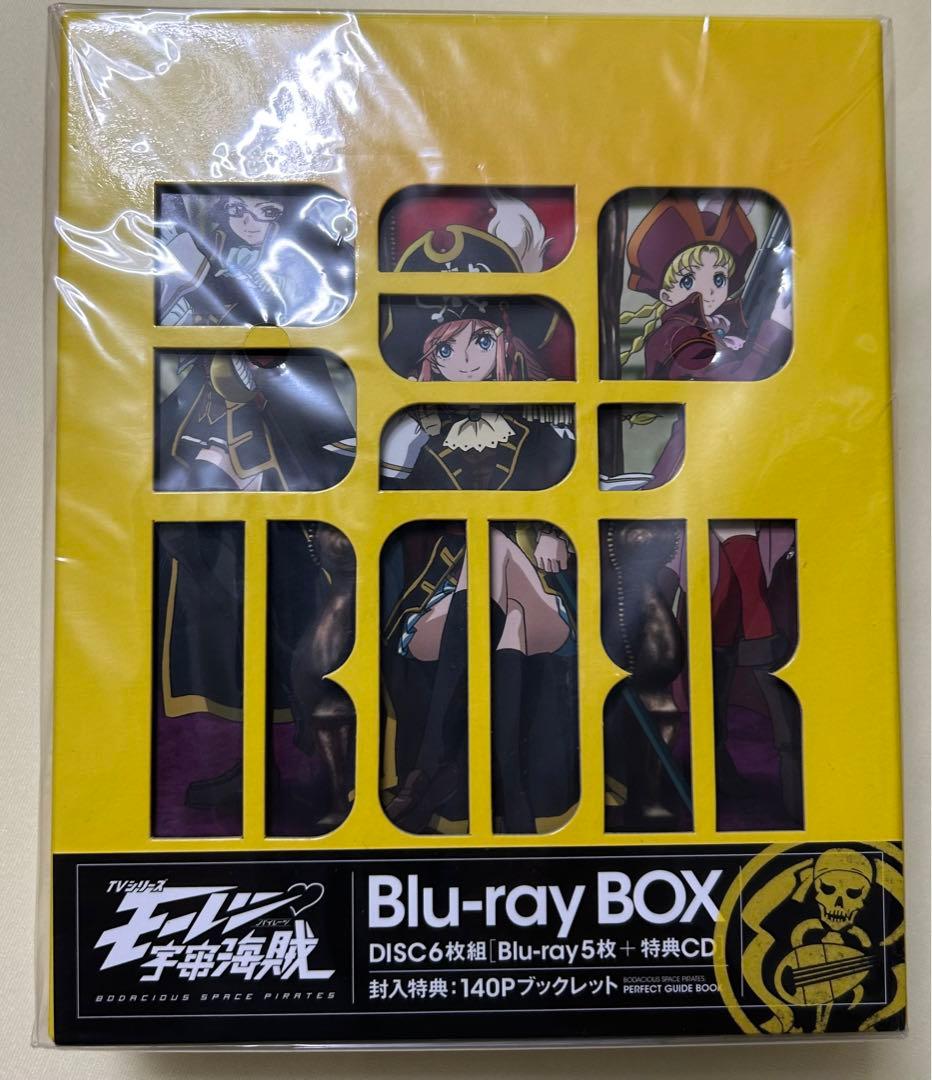 BSP
BOX
TVシリーズ
モーレツ♡
パイレーツ
宇宙海賊
BODACIOUS SPACE PIRATES
Blu-ray BOX
DISC6枚組[Blu-ray5枚＋特典CD]
封入特典：140Pブックレット BODACIOUS SPACE PIRATES
PERFECT GUIDE BOOK